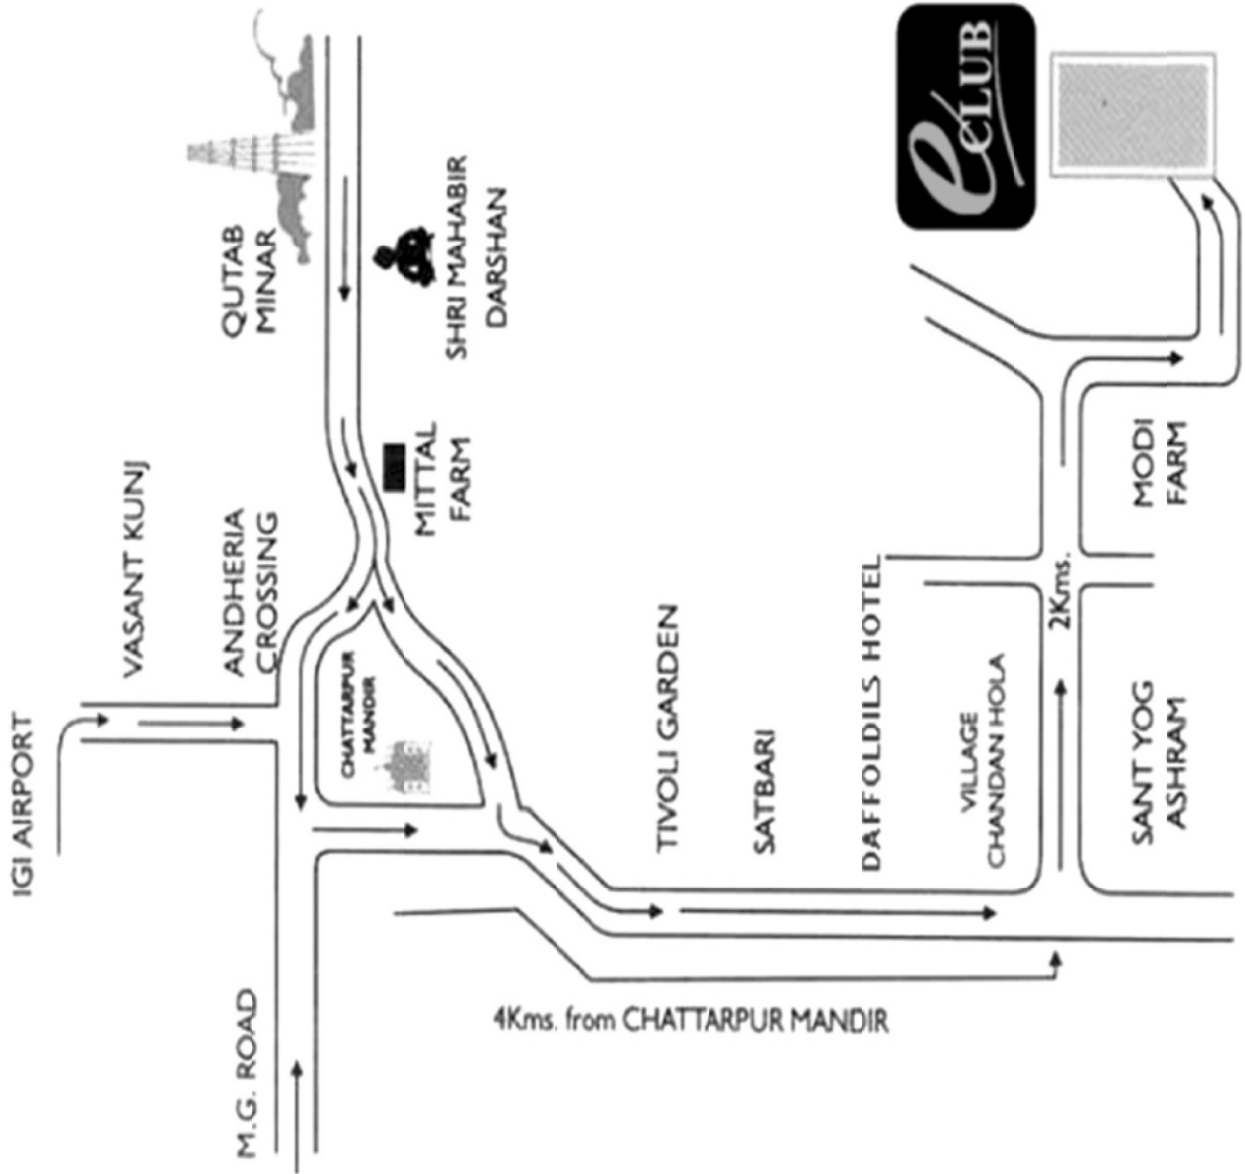 IGI AIRPORT
VASANT KUNJ
ANDHERIA
CROSSING
QUTAB
MINAR
M.G. ROAD
SHRI MAHABIR
DARSHAN
MITTAL
FARM
CHATTARPUR
MANDIR
TIVOLI GARDEN
SATBARI
DAFFOLDILS HOTEL
VILLAGE
CHANDAN HOLA
4Kms. from CHATTARPUR MANDIR
2Kms.
SANT YOG
ASHRAM
MODI
FARM
e
eCLUB